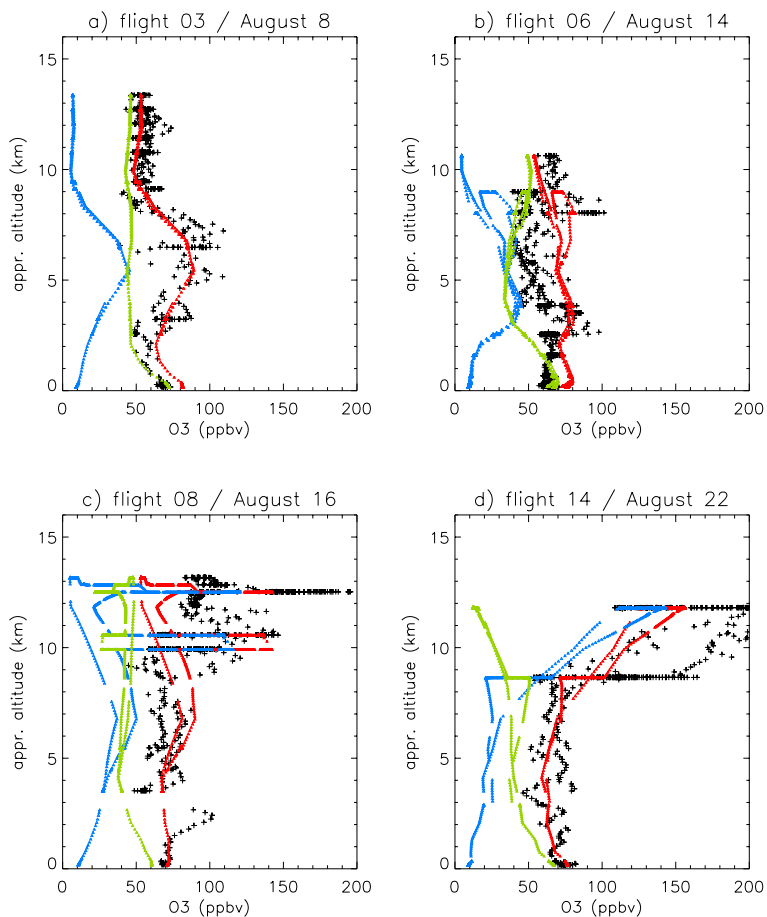 a) flight 03 / August 8
b) flight 06 / August 14
15
10
5
0
appr. altitude (km)
0 50 100 150 200
O3 (ppbv)
15
10
5
0
appr. altitude (km)
0 50 100 150 200
O3 (ppbv)
c) flight 08 / August 16
d) flight 14 / August 22
15
10
5
0
appr. altitude (km)
0 50 100 150 200
O3 (ppbv)
15
10
5
0
appr. altitude (km)
0 50 100 150 200
O3 (ppbv)